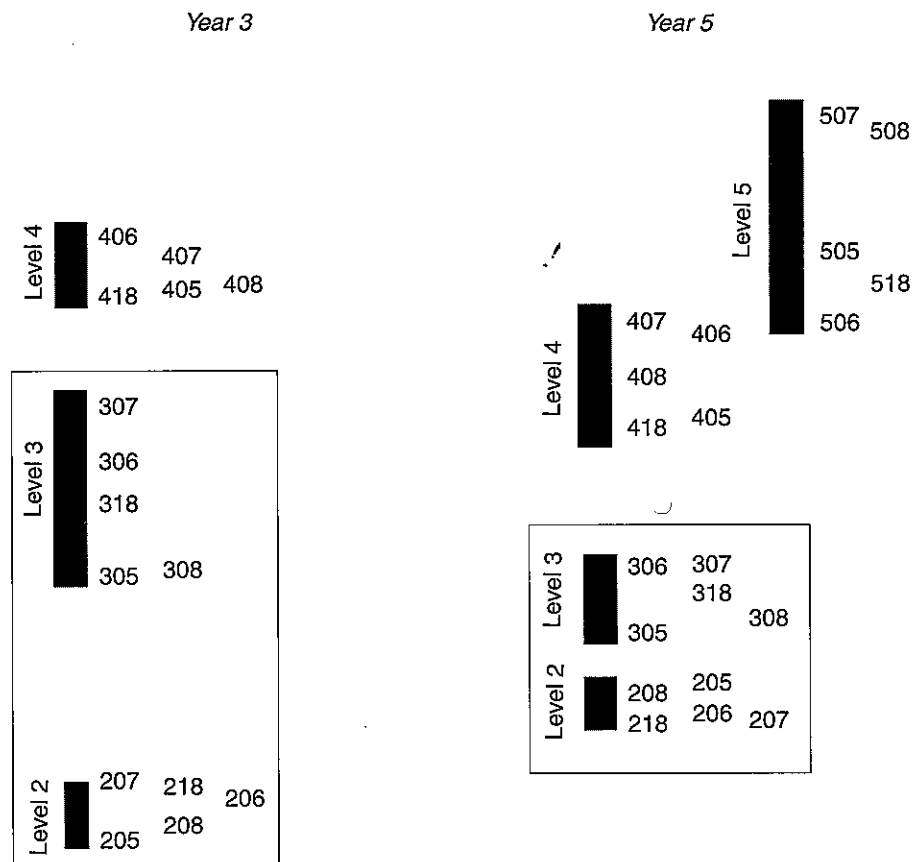 Year 3
Level 4
406
407
418 405 408
Level 3
307
306
318
305 308
Level 2
207 218 206
205 208
Year 5
Level 5
507 508
505
518
506
Level 4
407 406
408
418 405
Level 3
306 307
318
305 308
Level 2
208 205
218 206 207